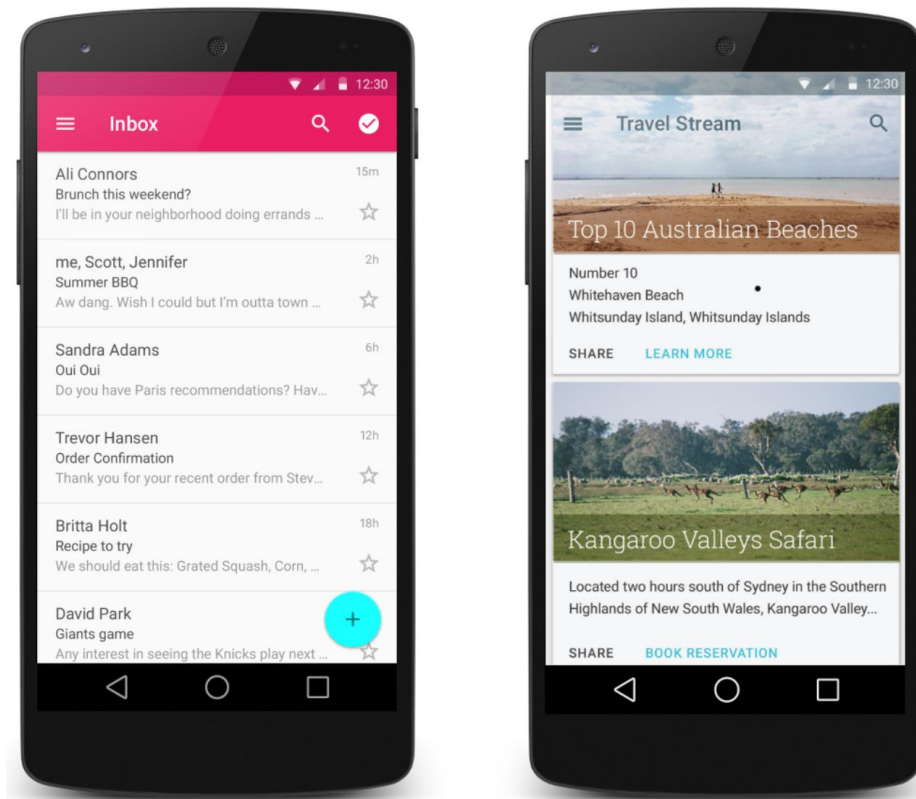 12:30
Inbox
Ali Connors
15m
Brunch this weekend?
I'll be in your neighborhood doing errands ...
me, Scott, Jennifer
2h
Summer BBQ
Aw dang. Wish I could but I'm outta town ...
Sandra Adams
6h
Oui Oui
Do you have Paris recommendations? Hav...
Trevor Hansen
12h
Order Confirmation
Thank you for your recent order from Stev...
Britta Holt
18h
Recipe to try
We should eat this: Grated Squash, Corn, ...
David Park
Giants game
Any interest in seeing the Knicks play next ...
12:30
Travel Stream
Top 10 Australian Beaches
Number 10
Whitehaven Beach
Whitsunday Island, Whitsunday Islands
SHARE LEARN MORE
Kangaroo Valleys Safari
Located two hours south of Sydney in the Southern
Highlands of New South Wales, Kangaroo Valley...
SHARE BOOK RESERVATION